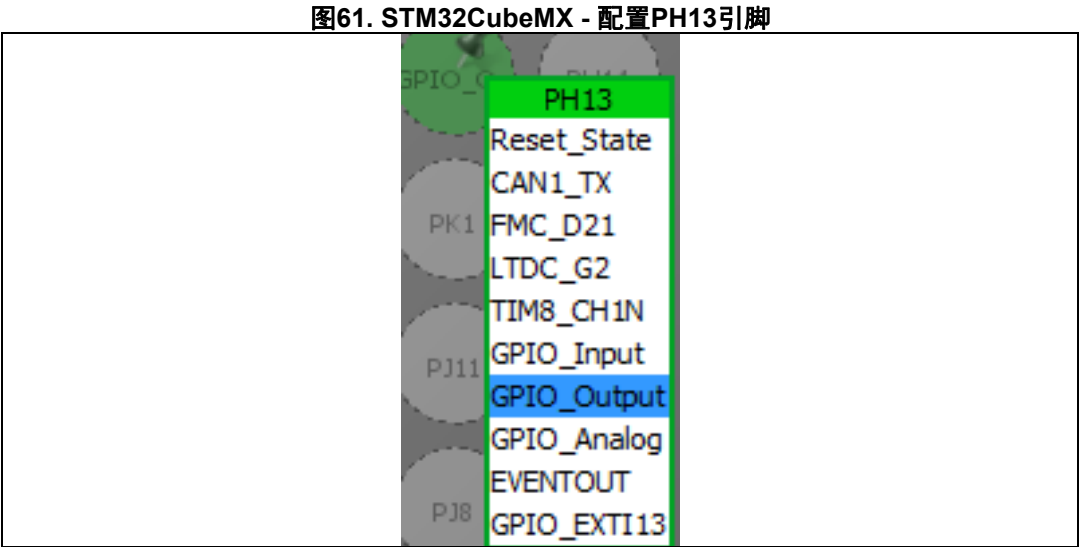 图61. STM32CubeMX - 配置PH13引脚
PH13
Reset_State
CAN1_TX
PK1
FMC_D21
LTDC_G2
TIM8_CH1N
GPIO_Input
PJ11
GPIO_Output
GPIO_Analog
EVENTOUT
PJ8
GPIO_EXTI13